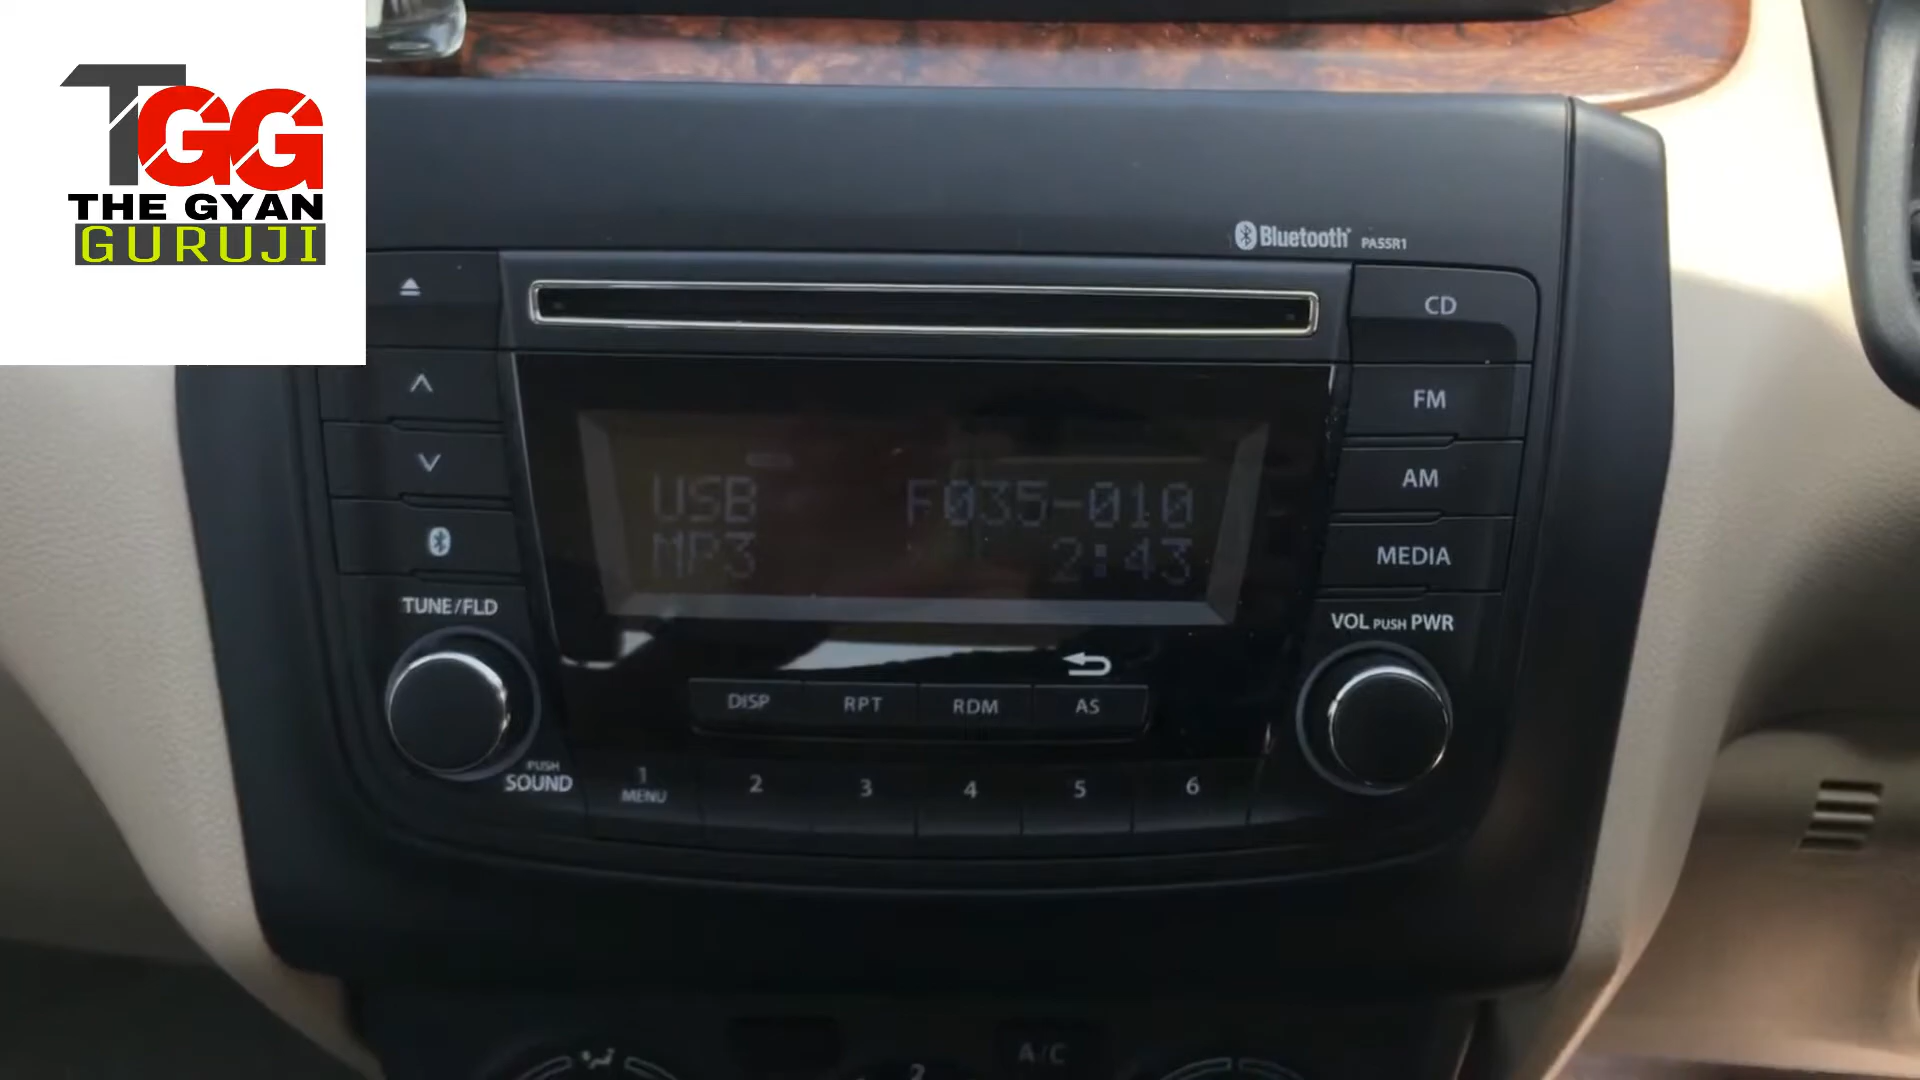 TGG
THE GYAN
GURUJI
Bluetooth PA55R1
CD
FM
AM
MEDIA
USB F035-010
MP3 2:43
TUNE/FLD
VOL PUSH PWR
DISP RPT RDM AS
PUSH
SOUND
1 2 3 4 5 6
MENU
A/C
2